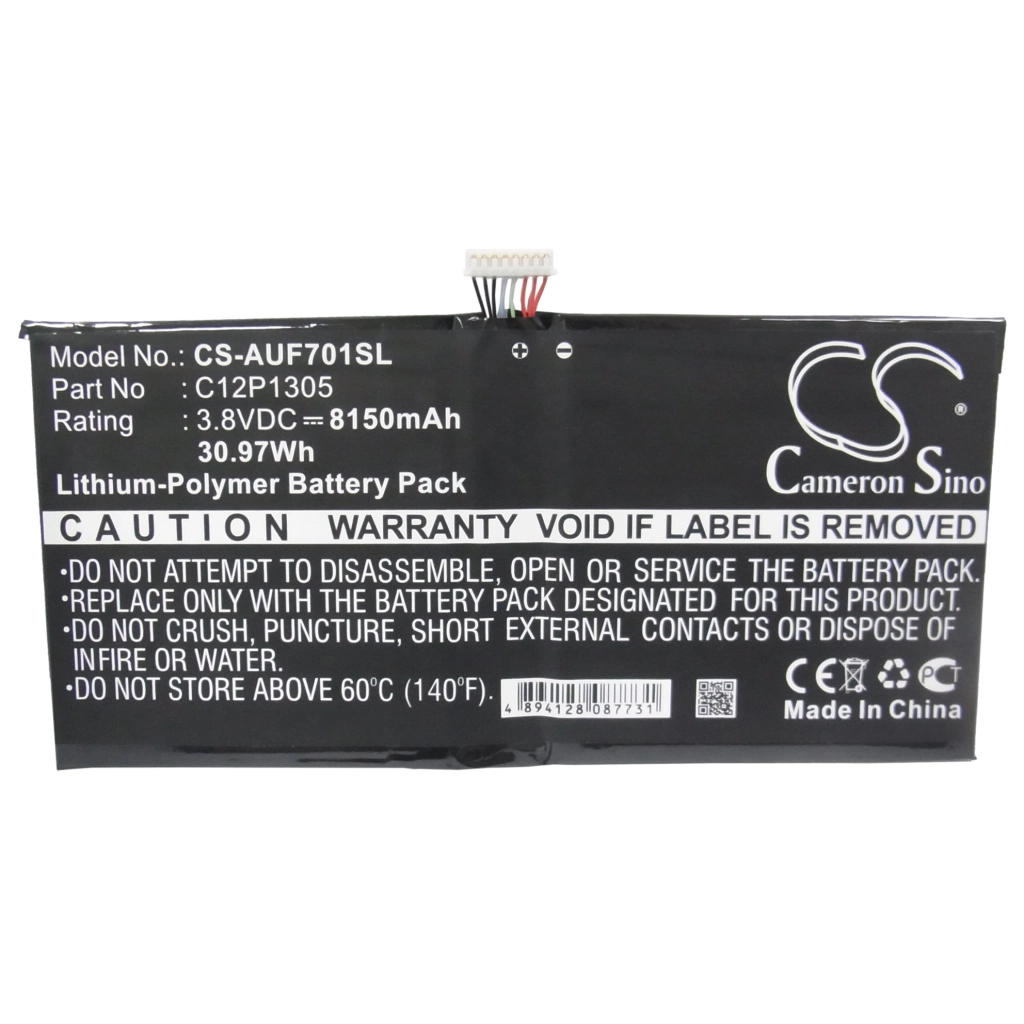 Model No.: CS-AUF701SL
Part No : C12P1305
Rating : 3.8VDC ⎓ 8150mAh
30.97Wh
Lithium-Polymer Battery Pack
+ −
CS ®
Cameron Sino
CAUTION WARRANTY VOID IF LABEL IS REMOVED
·DO NOT ATTEMPT TO DISASSEMBLE, OPEN OR SERVICE THE BATTERY PACK.
·REPLACE ONLY WITH THE BATTERY PACK DESIGNATED FOR THIS PRODUCT.
·DO NOT CRUSH, PUNCTURE, SHORT EXTERNAL CONTACTS OR DISPOSE OF
INFIRE OR WATER.
·DO NOT STORE ABOVE 60°C (140°F).
4 894128 087731
CE PCT
Made In China